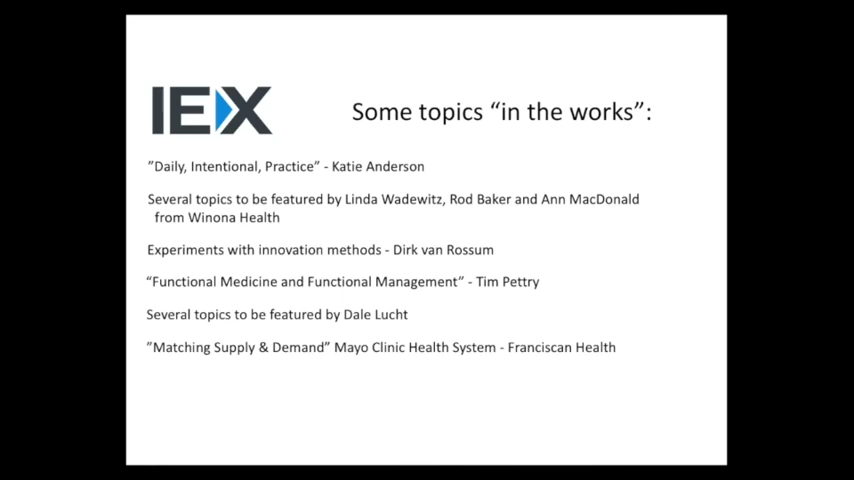 IEX
Some topics “in the works”:
”Daily, Intentional, Practice” - Katie Anderson
Several topics to be featured by Linda Wadewitz, Rod Baker and Ann MacDonald
from Winona Health
Experiments with innovation methods - Dirk van Rossum
“Functional Medicine and Functional Management” - Tim Pettry
Several topics to be featured by Dale Lucht
”Matching Supply & Demand” Mayo Clinic Health System - Franciscan Health